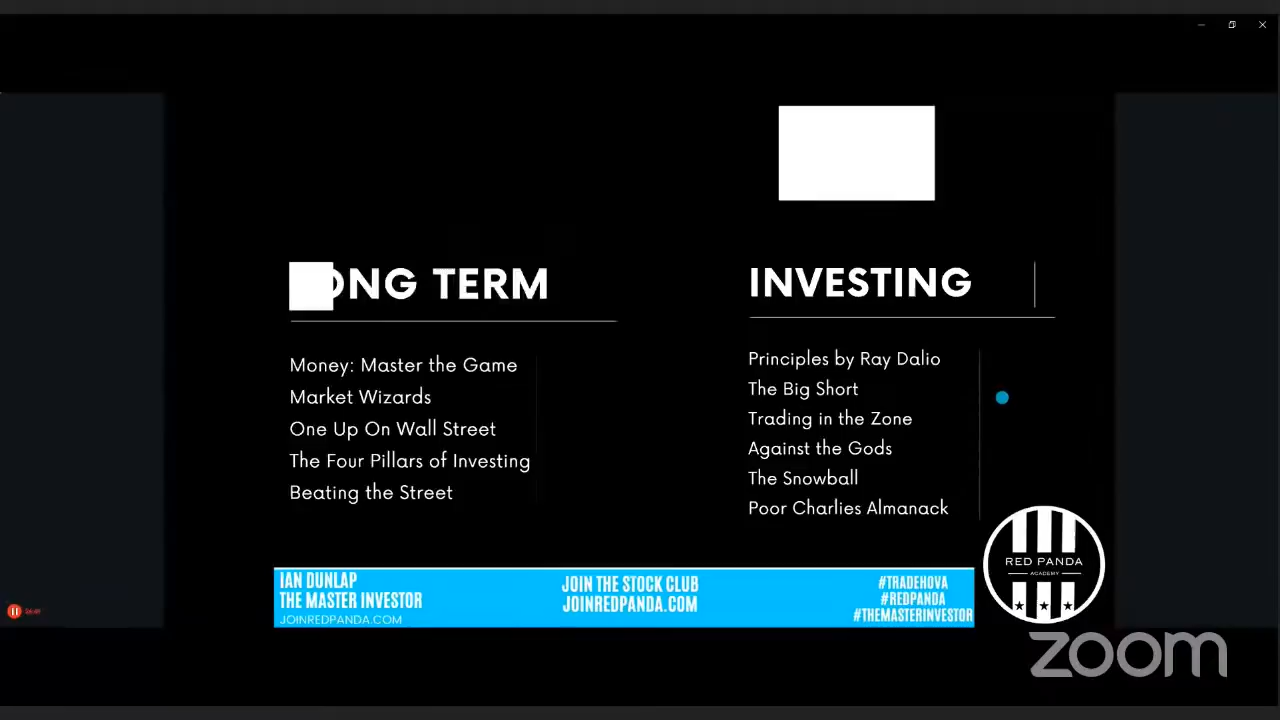 ONG TERM
Money: Master the Game
Market Wizards
One Up On Wall Street
The Four Pillars of Investing
Beating the Street
INVESTING
Principles by Ray Dalio
The Big Short
Trading in the Zone
Against the Gods
The Snowball
Poor Charlies Almanack
IAN DUNLAP
THE MASTER INVESTOR
JOINREDPANDA.COM
JOIN THE STOCK CLUB
JOINREDPANDA.COM
#TRADEHOVA
#REDPANDA
#THEMASTERINVESTOR
RED PANDA
ACADEMY
zoom